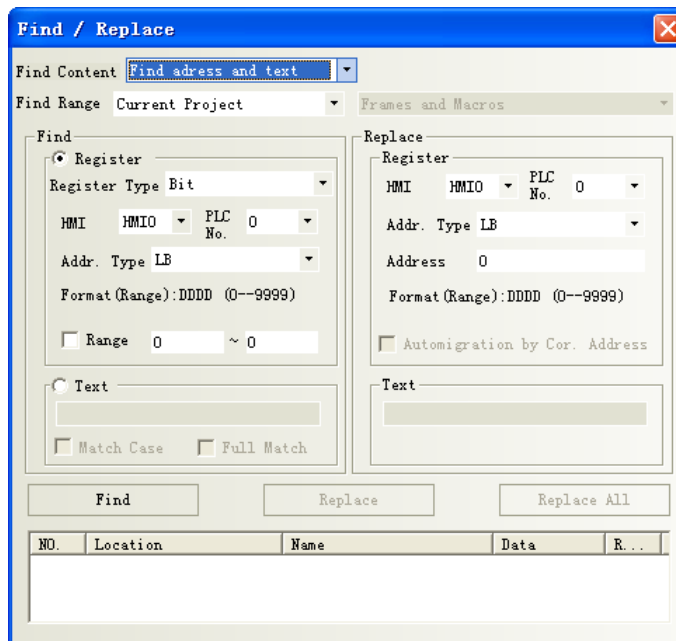 Find / Replace
Find Content Find adress and text
Find Range Current Project Frames and Macros
Find
Register
Register Type Bit
HMI HMI0 PLC No. 0
Addr. Type LB
Format(Range):DDDD (0--9999)
Range 0 ~ 0
Text
Match Case Full Match
Replace
Register
HMI HMI0 PLC No. 0
Addr. Type LB
Address 0
Format(Range):DDDD (0--9999)
Automigration by Cor. Address
Text
Find Replace Replace All
NO. Location Name Data R...